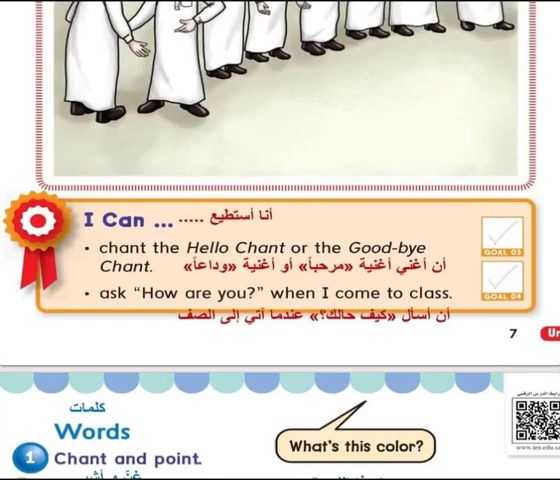 I Can ... ..... أنا أستطيع
• chant the Hello Chant or the Good-bye
Chant. أن أغني أغنية «مرحباً» أو أغنية «وداعاً»
GOAL 03
• ask “How are you?” when I come to class.
GOAL 04
أن أسأل «كيف حالك؟» عندما آتي إلى الصف
7
Un
كلمات
Words
What's this color?
1 Chant and point.